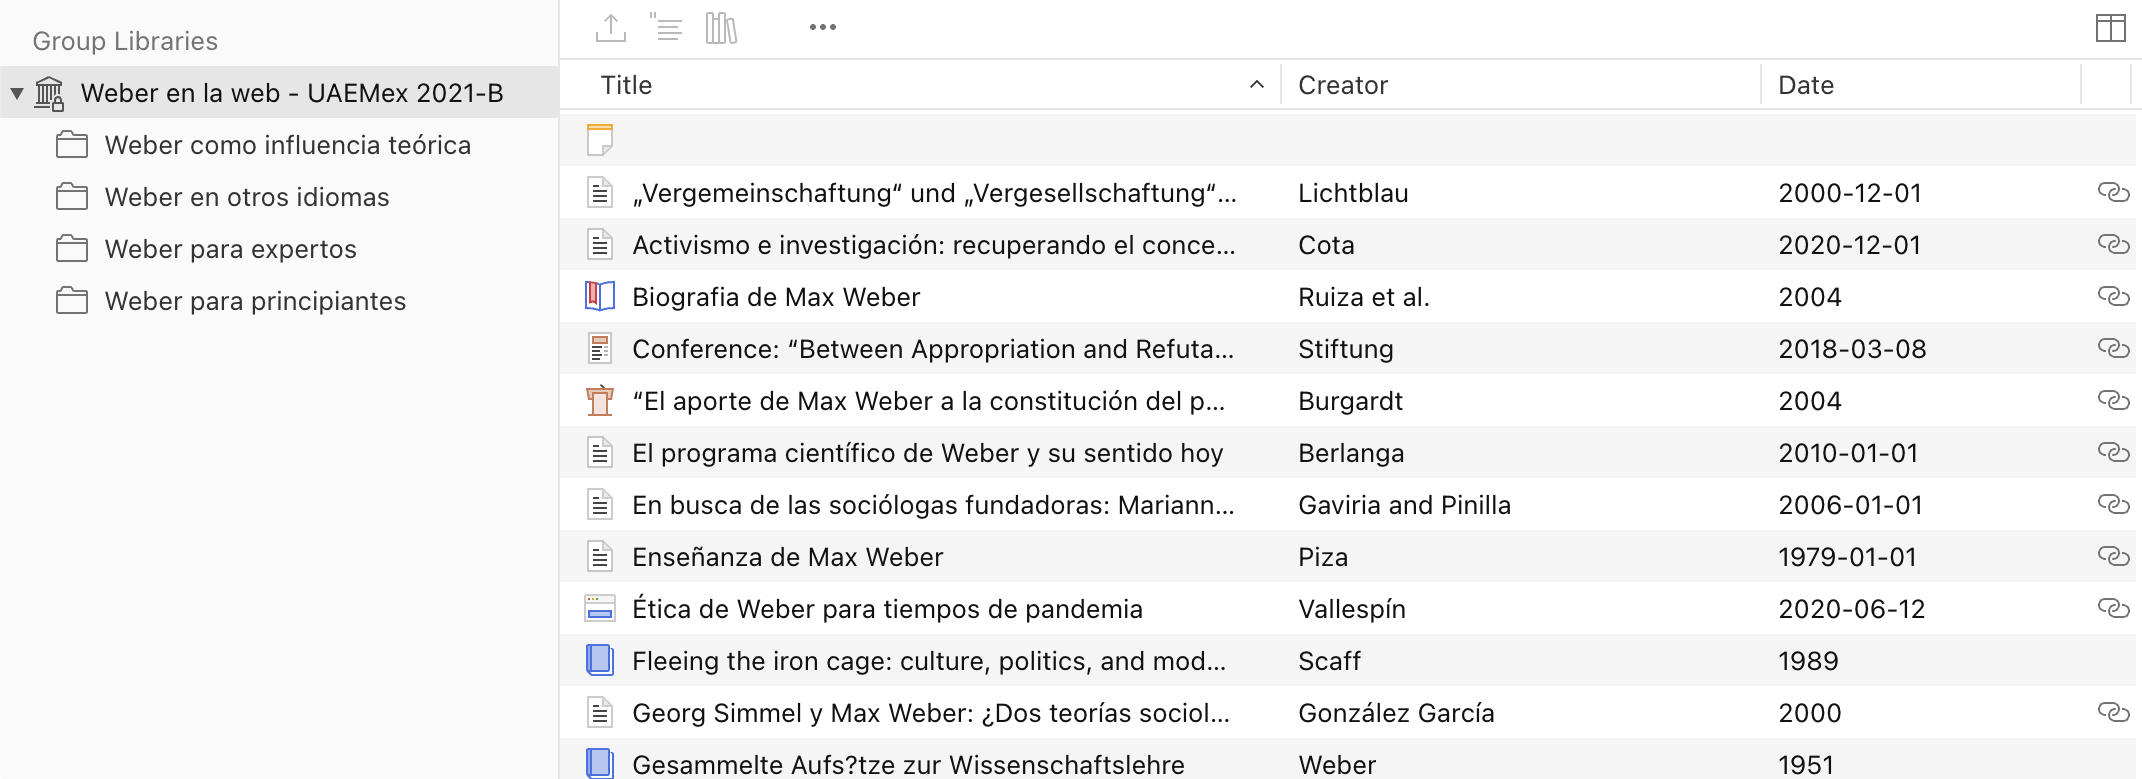 Group Libraries
Weber en la web - UAEMex 2021-B
Weber como influencia teórica
Weber en otros idiomas
Weber para expertos
Weber para principiantes
Title Creator Date
„Vergemeinschaftung“ und „Vergesellschaftung“... Lichtblau 2000-12-01
Activismo e investigación: recuperando el conce... Cota 2020-12-01
Biografia de Max Weber Ruiza et al. 2004
Conference: “Between Appropriation and Refuta... Stiftung 2018-03-08
“El aporte de Max Weber a la constitución del p... Burgardt 2004
El programa científico de Weber y su sentido hoy Berlanga 2010-01-01
En busca de las sociólogas fundadoras: Mariann... Gaviria and Pinilla 2006-01-01
Enseñanza de Max Weber Piza 1979-01-01
Ética de Weber para tiempos de pandemia Vallespín 2020-06-12
Fleeing the iron cage: culture, politics, and mod... Scaff 1989
Georg Simmel y Max Weber: ¿Dos teorías sociol... González García 2000
Gesammelte Aufs?tze zur Wissenschaftslehre Weber 1951